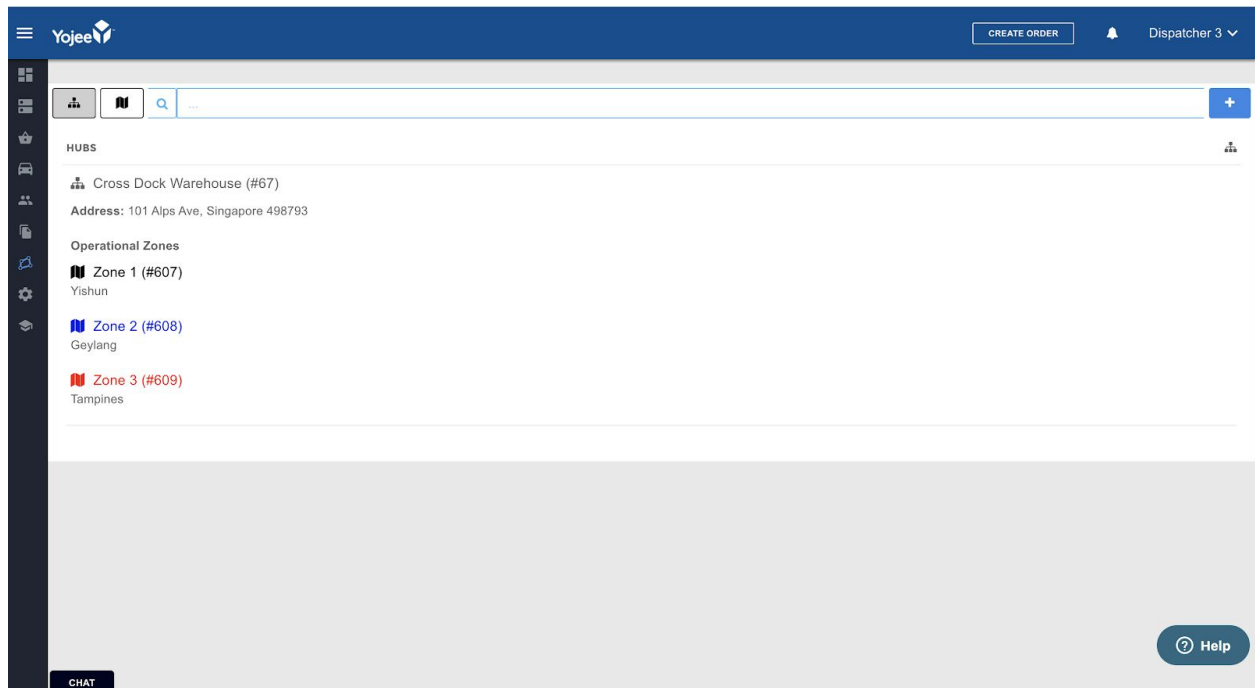 Yojee
CREATE ORDER
Dispatcher 3
...
HUBS
Cross Dock Warehouse (#67)
Address: 101 Alps Ave, Singapore 498793
Operational Zones
Zone 1 (#607)
Yishun
Zone 2 (#608)
Geylang
Zone 3 (#609)
Tampines
Help
CHAT